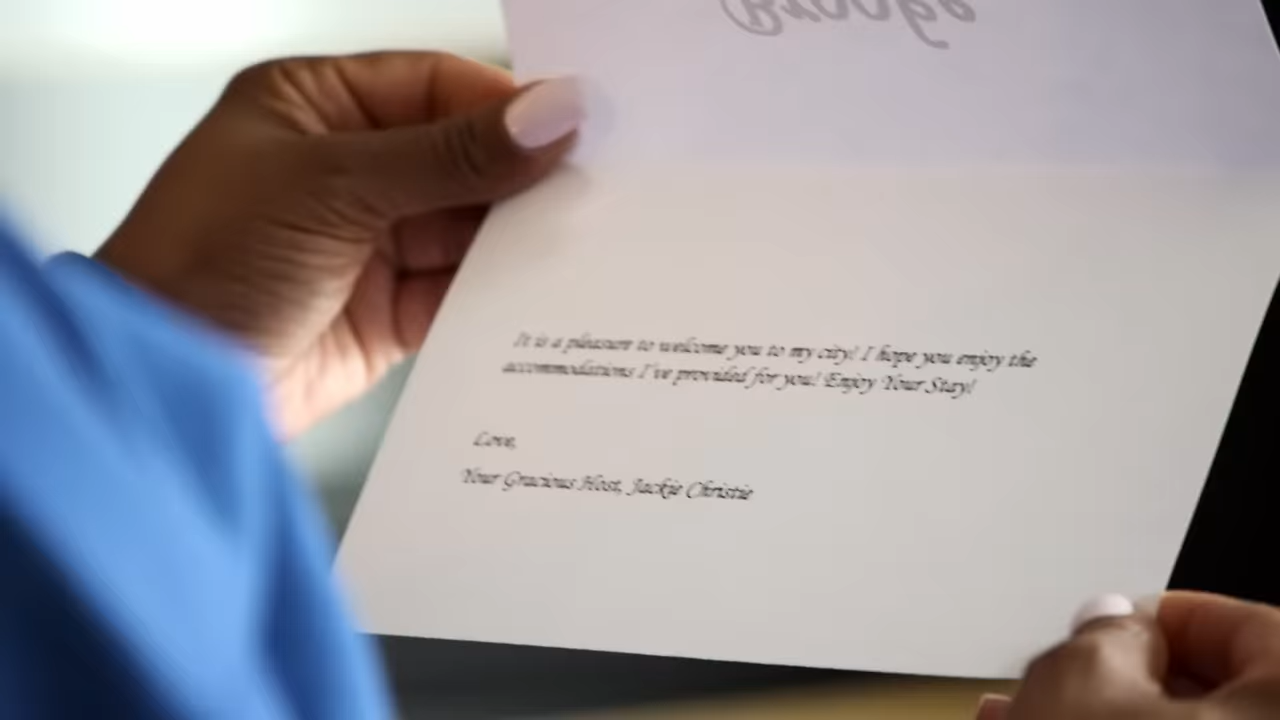 Brooke
It is a pleasure to welcome you to my city! I hope you enjoy the
accommodations I've provided for you! Enjoy Your Stay!
Love,
Your Gracious Host, Jackie Christie